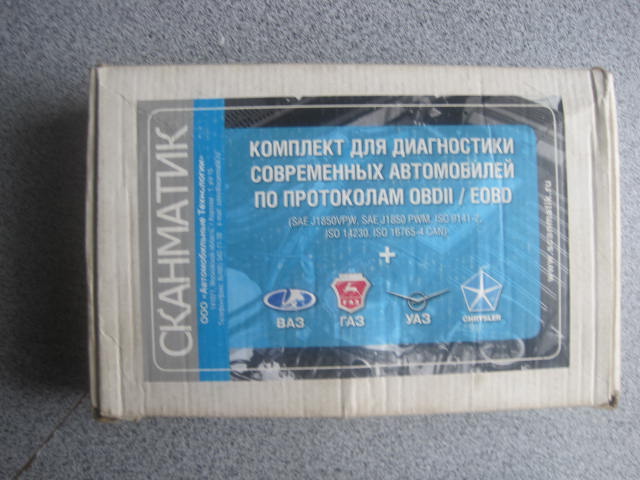 СКАНМАТИК
ООО «Автомобильные Технологии»
КОМПЛЕКТ ДЛЯ ДИАГНОСТИКИ
СОВРЕМЕННЫХ АВТОМОБИЛЕЙ
ПО ПРОТОКОЛАМ OBDII / EOBD
(SAE J1850VPW, SAE J1850 PWM, ISO 9141-2,
ISO 14230, ISO 15765-4 CAN)
+
ВАЗ
ГАЗ
УАЗ
CHRYSLER
www.scanmatik.ru